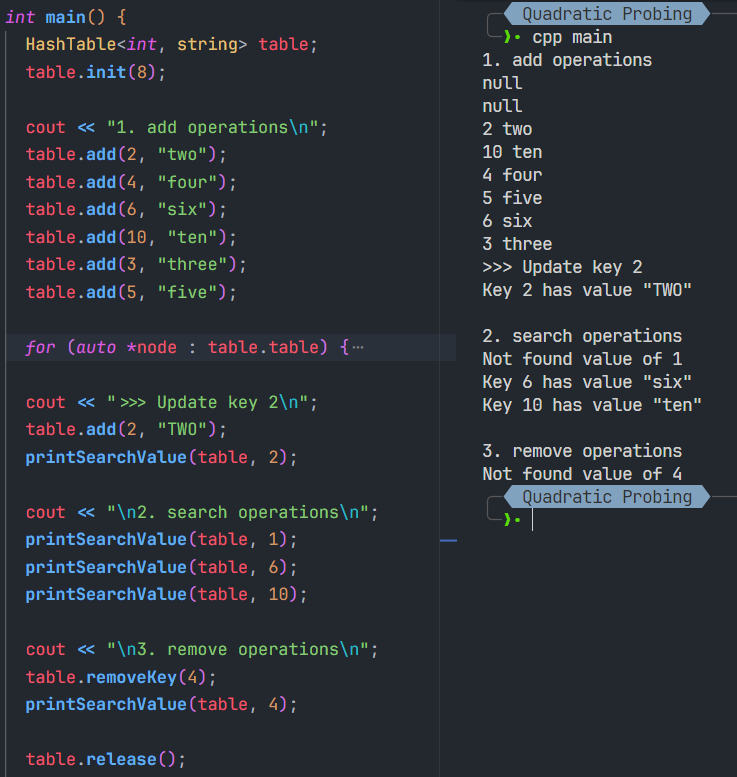 int main() {
HashTable<int, string> table;
table.init(8);
cout << "1. add operations\n";
table.add(2, "two");
table.add(4, "four");
table.add(6, "six");
table.add(10, "ten");
table.add(3, "three");
table.add(5, "five");
for (auto *node : table.table) {⋯
cout << ">>> Update key 2\n";
table.add(2, "TWO");
printSearchValue(table, 2);
cout << "\n2. search operations\n";
printSearchValue(table, 1);
printSearchValue(table, 6);
printSearchValue(table, 10);
cout << "\n3. remove operations\n";
table.removeKey(4);
printSearchValue(table, 4);
table.release();
Quadratic Probing
cpp main
1. add operations
null
null
2 two
10 ten
4 four
5 five
6 six
3 three
>>> Update key 2
Key 2 has value "TWO"
2. search operations
Not found value of 1
Key 6 has value "six"
Key 10 has value "ten"
3. remove operations
Not found value of 4
Quadratic Probing